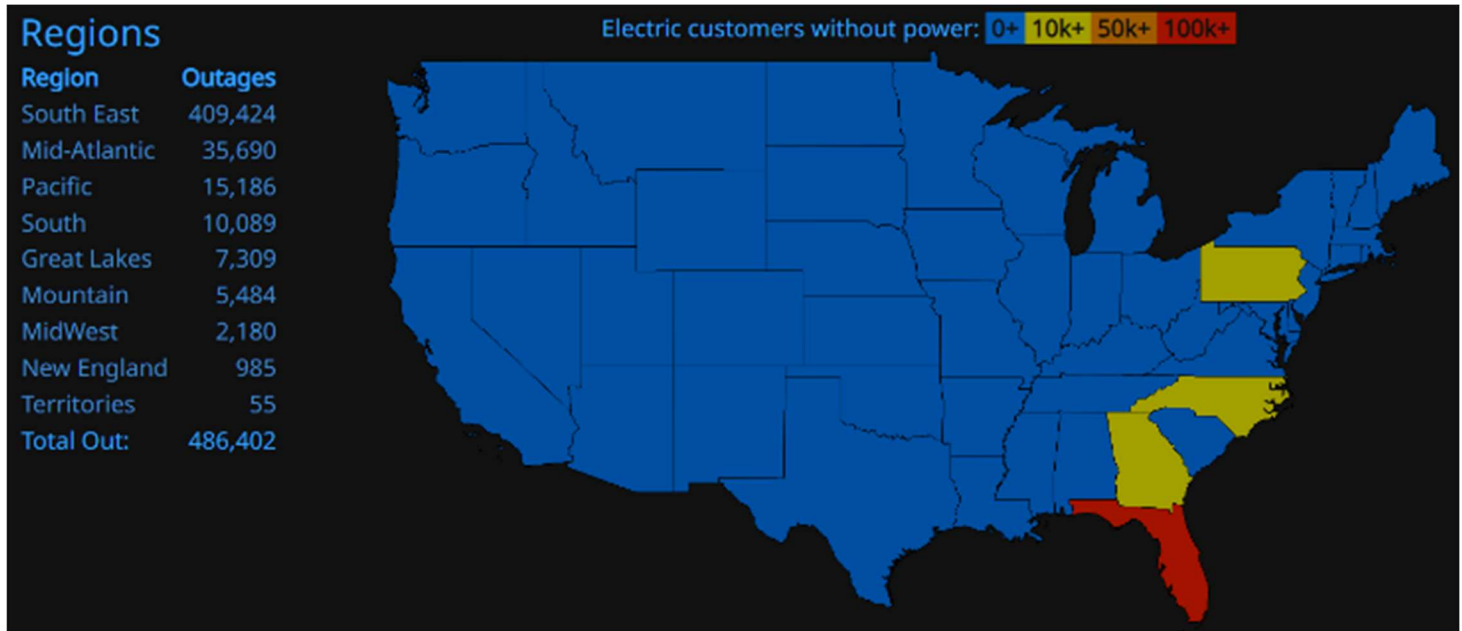 Regions
Electric customers without power: 0+ 10k+ 50k+ 100k+
Region Outages
South East 409,424
Mid-Atlantic 35,690
Pacific 15,186
South 10,089
Great Lakes 7,309
Mountain 5,484
MidWest 2,180
New England 985
Territories 55
Total Out: 486,402